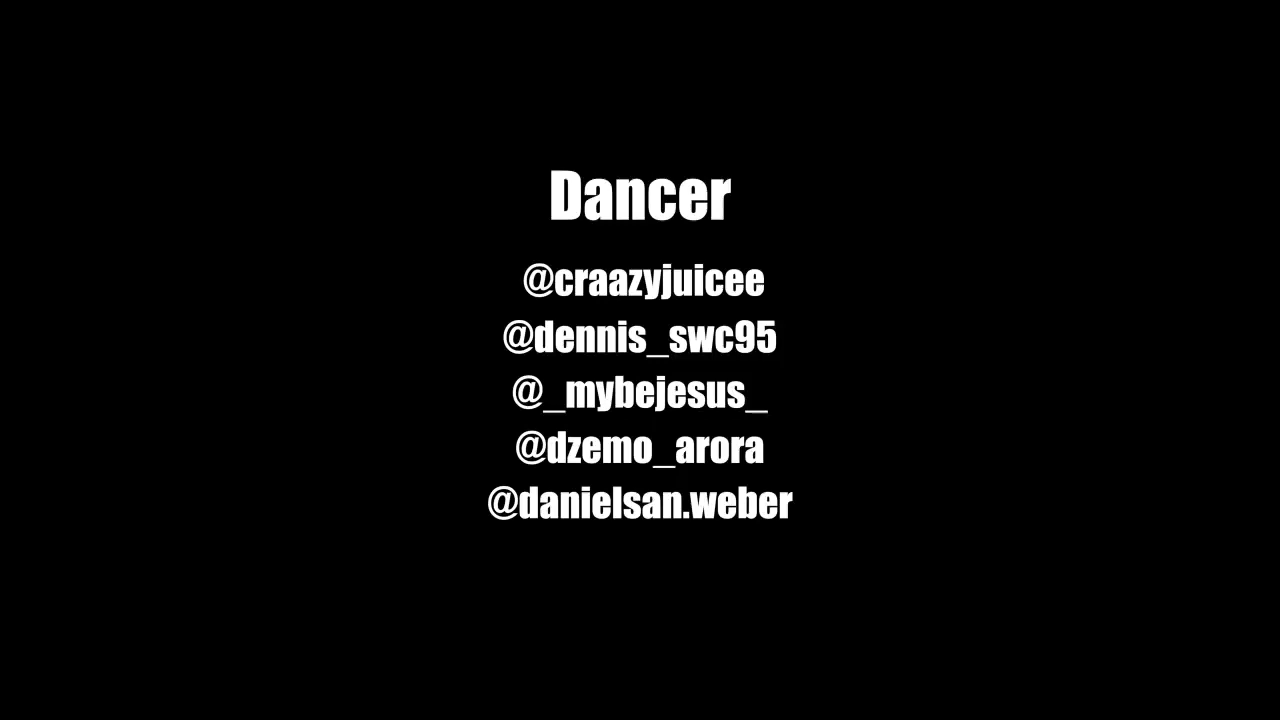 Dancer
@craazyjuicee
@dennis_swc95
@_mybejesus_
@dzemo_arora
@danielsan.weber